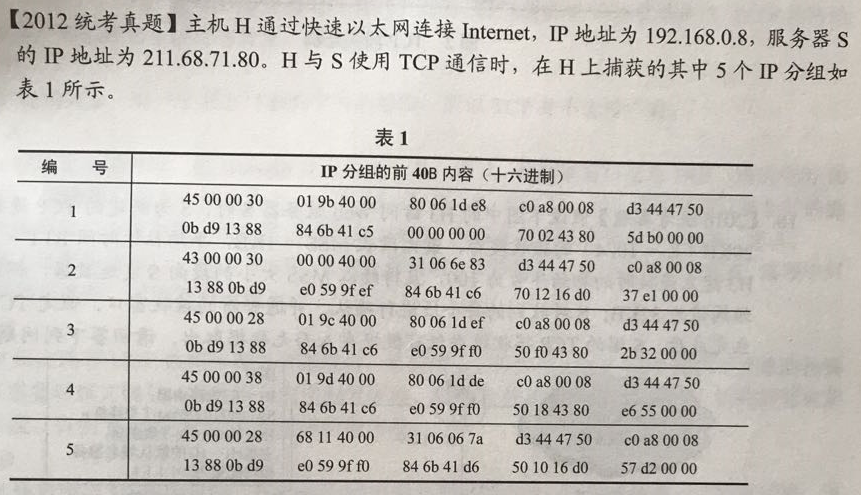 【2012统考真题】主机 H 通过快速以太网连接 Internet，IP 地址为 192.168.0.8，服务器 S
的 IP 地址为 211.68.71.80。H 与 S 使用 TCP 通信时，在 H 上捕获的其中 5 个 IP 分组如
表 1 所示。
表 1
编 号 IP 分组的前 40B 内容（十六进制）
1 45 00 00 30 01 9b 40 00 80 06 1d e8 c0 a8 00 08 d3 44 47 50
0b d9 13 88 84 6b 41 c5 00 00 00 00 70 02 43 80 5d b0 00 00
2 43 00 00 30 00 00 40 00 31 06 6e 83 d3 44 47 50 c0 a8 00 08
13 88 0b d9 e0 59 9f ef 84 6b 41 c6 70 12 16 d0 37 e1 00 00
3 45 00 00 28 01 9c 40 00 80 06 1d ef c0 a8 00 08 d3 44 47 50
0b d9 13 88 84 6b 41 c6 e0 59 9f f0 50 f0 43 80 2b 32 00 00
4 45 00 00 38 01 9d 40 00 80 06 1d de c0 a8 00 08 d3 44 47 50
0b d9 13 88 84 6b 41 c6 e0 59 9f f0 50 18 43 80 e6 55 00 00
5 45 00 00 28 68 11 40 00 31 06 06 7a d3 44 47 50 c0 a8 00 08
13 88 0b d9 e0 59 9f f0 84 6b 41 d6 50 10 16 d0 57 d2 00 00